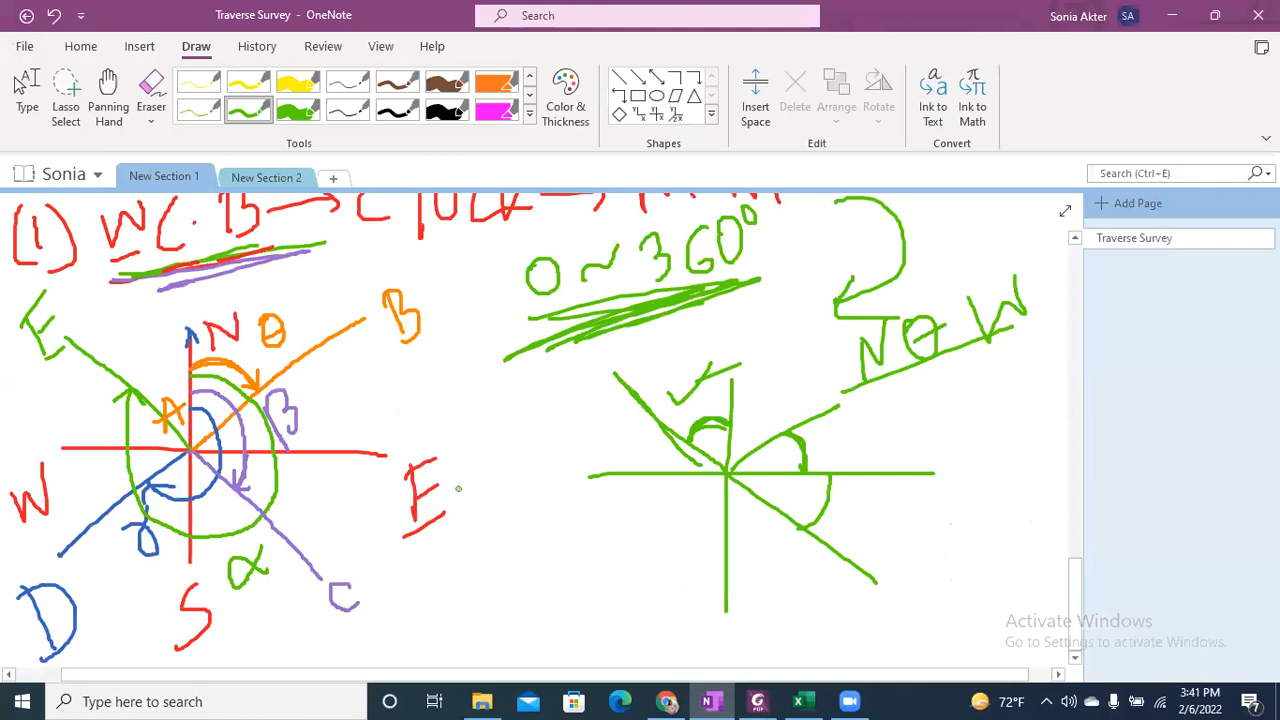 Traverse Survey - OneNote
Search
Sonia Akter SA
File Home Insert Draw History Review View Help
Type Lasso Select Panning Hand Eraser
Color & Thickness
Insert Space Delete Arrange Rotate
Ink to Text Ink to Math
Tools Shapes Edit Convert
Sonia New Section 1 New Section 2 +
Search (Ctrl+E)
Add Page
Traverse Survey
(1) WC.B →
0 ~ 360°
E N θ B
N θ W
A B
W E
D S α C
Activate Windows
Go to Settings to activate Windows.
Type here to search
72°F
3:41 PM
2/6/2022
7